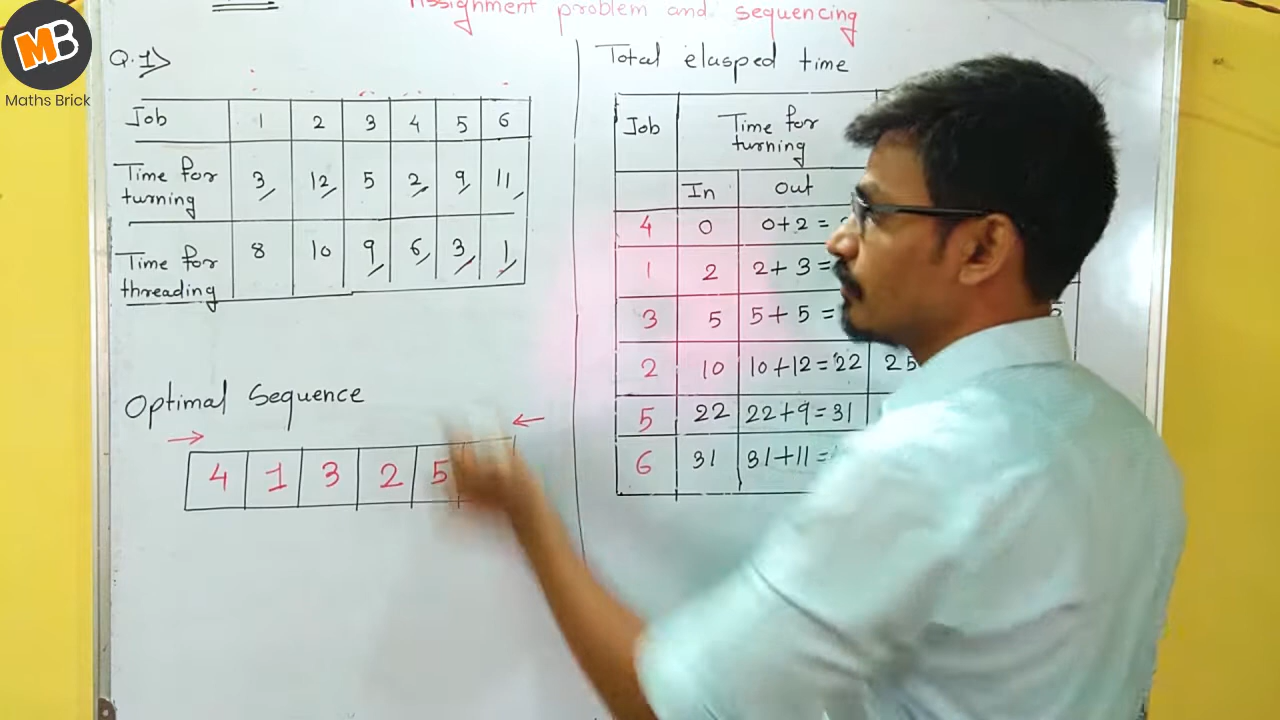 MB
Maths Brick
Assignment problem and sequencing
Q.1>
Job 1 2 3 4 5 6
Time for turning 3 12 5 2 9 11
Time for threading 8 10 9 6 3 1
Optimal Sequence
4 1 3 2 5
Total elasped time
Job Time for turning
In Out
4 0 0+2=
1 2 2+3=
3 5 5+5=
2 10 10+12=22 25
5 22 22+9=31
6 31 31+11=